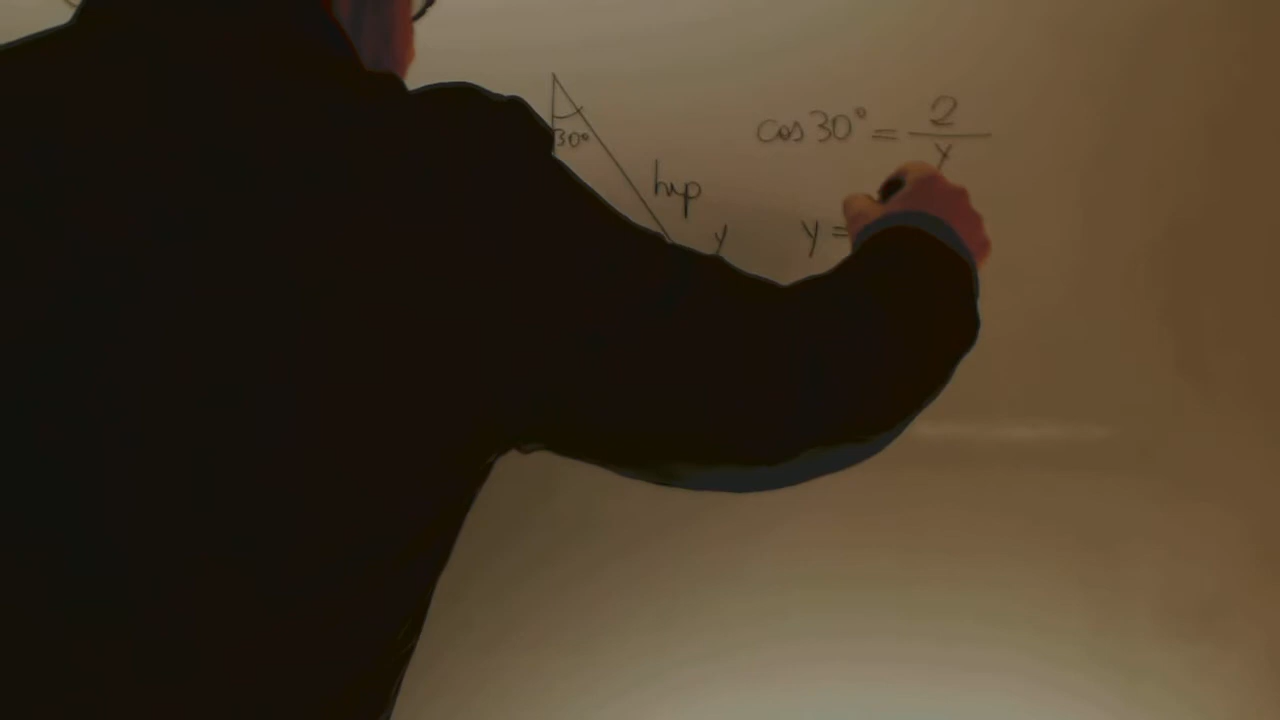 30°
hyp
y
cos 30° = 2/y
y =